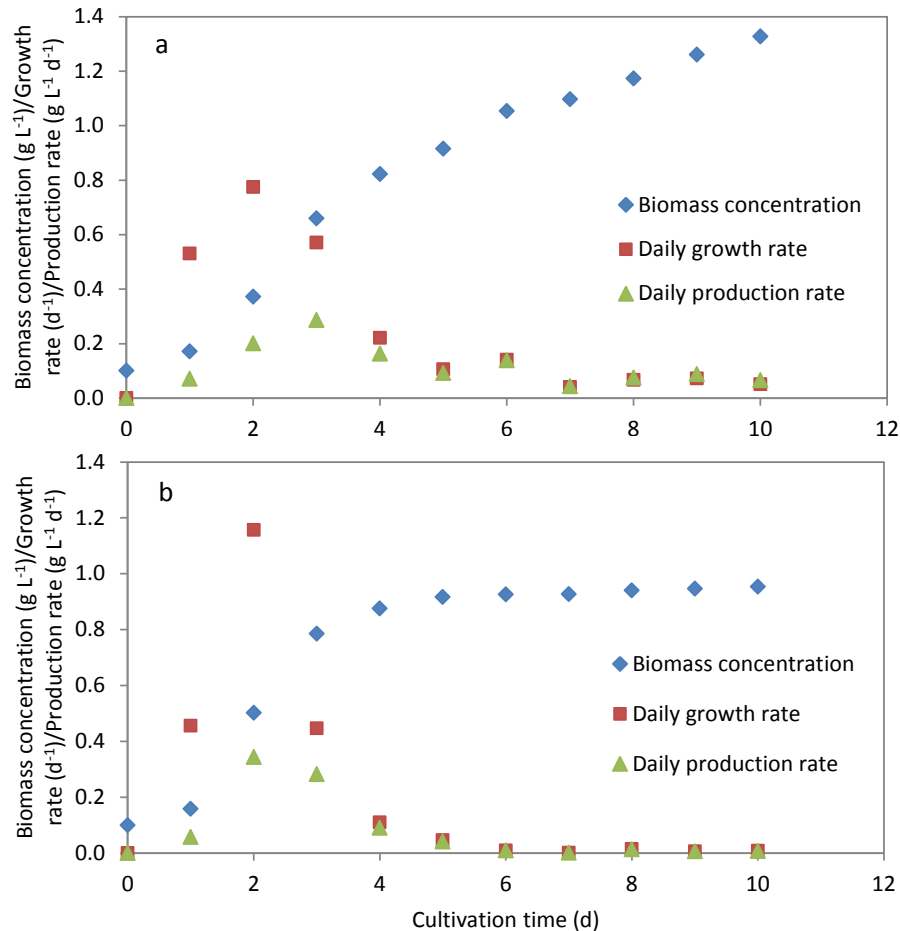 a
Biomass concentration (g L⁻¹)/Growth
rate (d⁻¹)/Production rate (g L⁻¹ d⁻¹)
1.4
1.2
1.0
0.8
0.6
0.4
0.2
0.0
Biomass concentration
Daily growth rate
Daily production rate
0 2 4 6 8 10 12
b
Biomass concentration (g L⁻¹)/Growth
rate (d⁻¹)/Production rate (g L⁻¹ d⁻¹)
1.4
1.2
1.0
0.8
0.6
0.4
0.2
0.0
Biomass concentration
Daily growth rate
Daily production rate
0 2 4 6 8 10 12
Cultivation time (d)